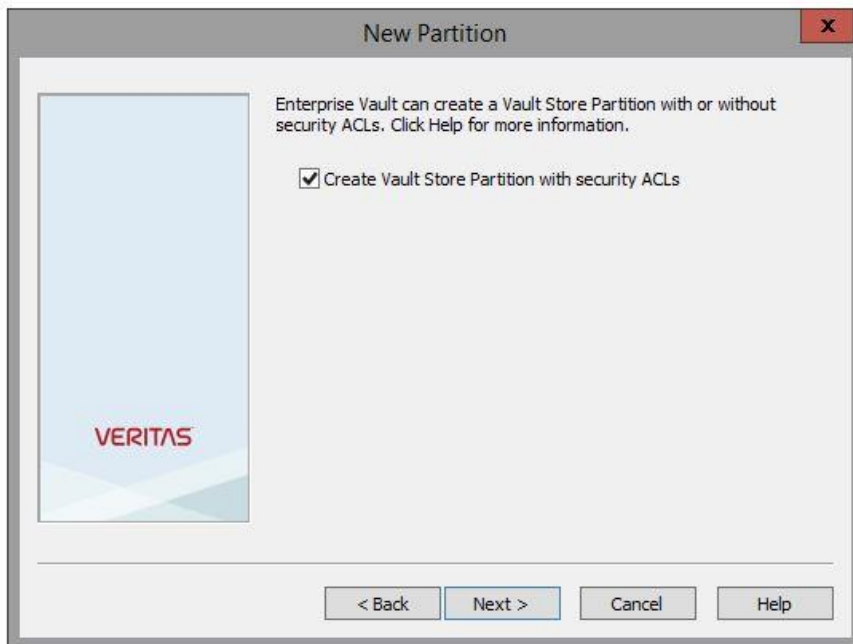 New Partition
x
Enterprise Vault can create a Vault Store Partition with or without
security ACLs. Click Help for more information.
Create Vault Store Partition with security ACLs
VERITAS
< Back Next > Cancel Help